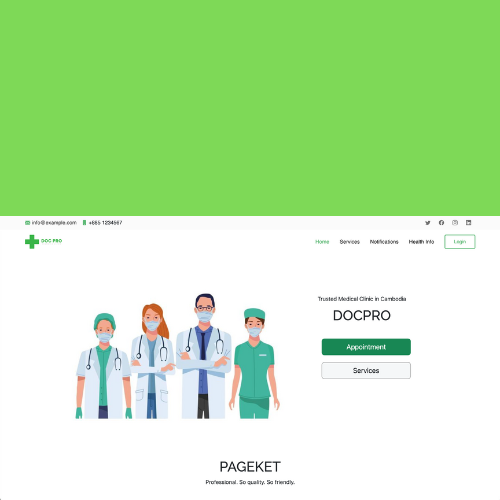 info@example.com +855 1234567
DOC PRO
Home Services Notifications Health Info Login
Trusted Medical Clinic in Cambodia
DOCPRO
Appointment
Services
PAGEKET
Professional. So quality. So friendly.